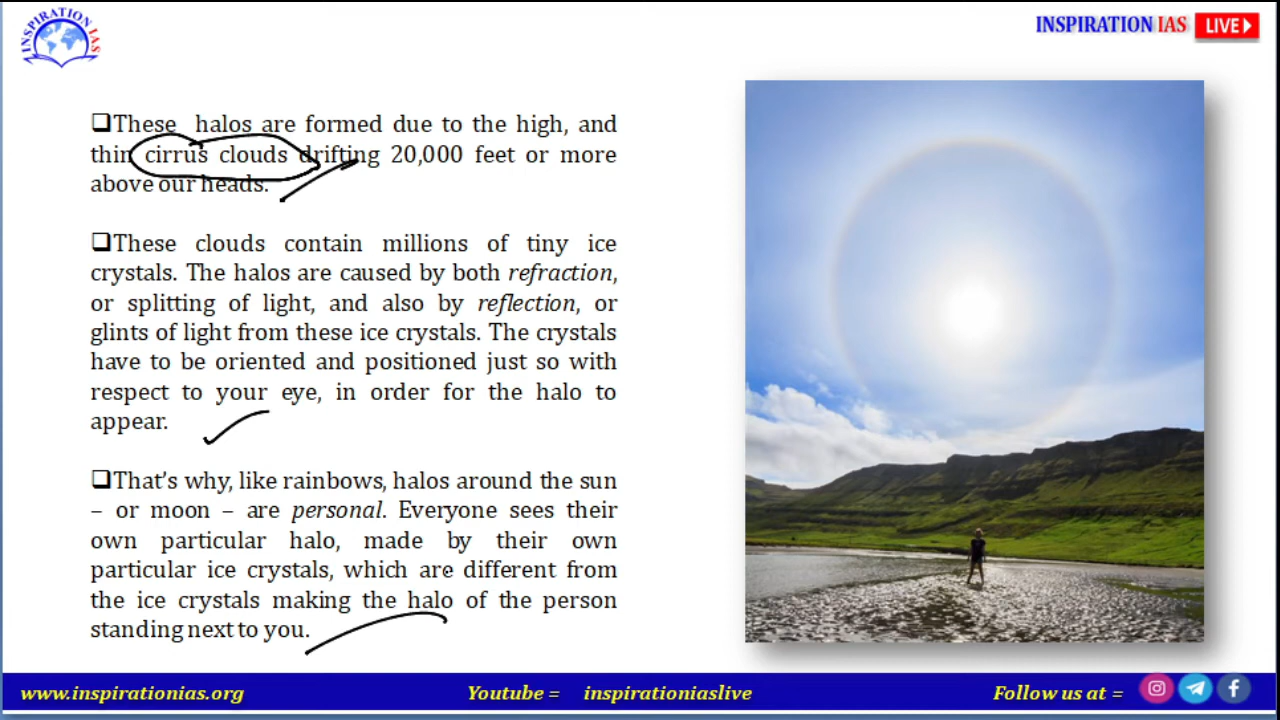 INSPIRATION IAS
INSPIRATION IAS LIVE
❑These halos are formed due to the high, and
thin cirrus clouds drifting 20,000 feet or more
above our heads.
❑These clouds contain millions of tiny ice
crystals. The halos are caused by both refraction,
or splitting of light, and also by reflection, or
glints of light from these ice crystals. The crystals
have to be oriented and positioned just so with
respect to your eye, in order for the halo to
appear.
❑That’s why, like rainbows, halos around the sun
– or moon – are personal. Everyone sees their
own particular halo, made by their own
particular ice crystals, which are different from
the ice crystals making the halo of the person
standing next to you.
www.inspirationias.org Youtube = inspirationiaslive Follow us at =